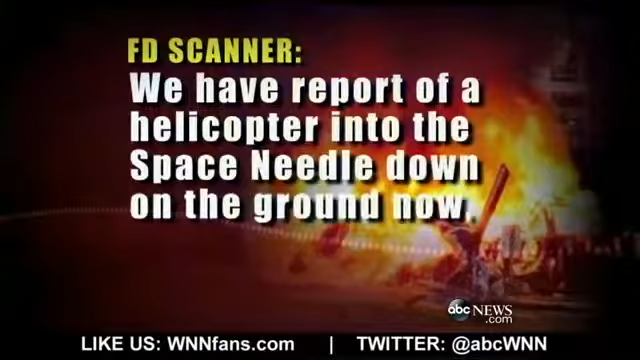 FD SCANNER:
We have report of a
helicopter into the
Space Needle down
on the ground now.
abc NEWS
.com
LIKE US: WNNfans.com | TWITTER: @abcWNN